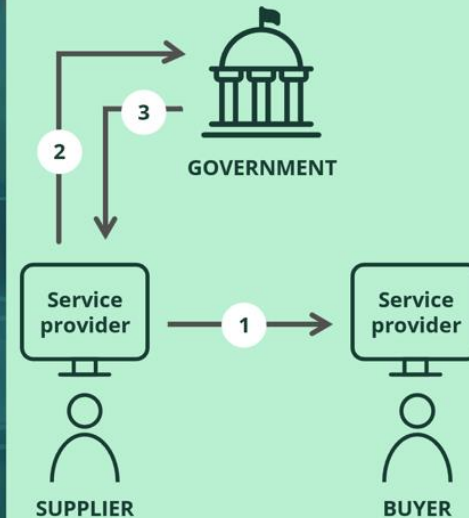 3
2
GOVERNMENT
Service
provider
1
Service
provider
SUPPLIER
BUYER